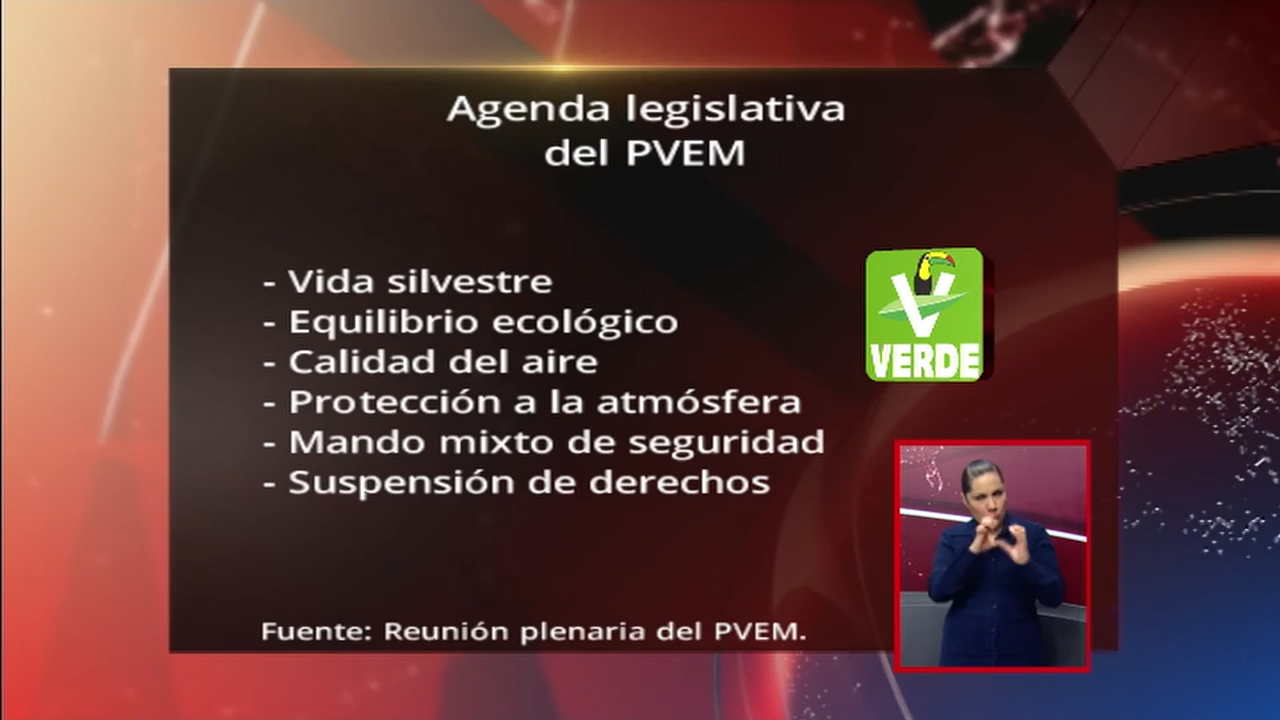 Agenda legislativa
del PVEM
- Vida silvestre
- Equilibrio ecológico
- Calidad del aire
- Protección a la atmósfera
- Mando mixto de seguridad
- Suspensión de derechos
V
VERDE
Fuente: Reunión plenaria del PVEM.